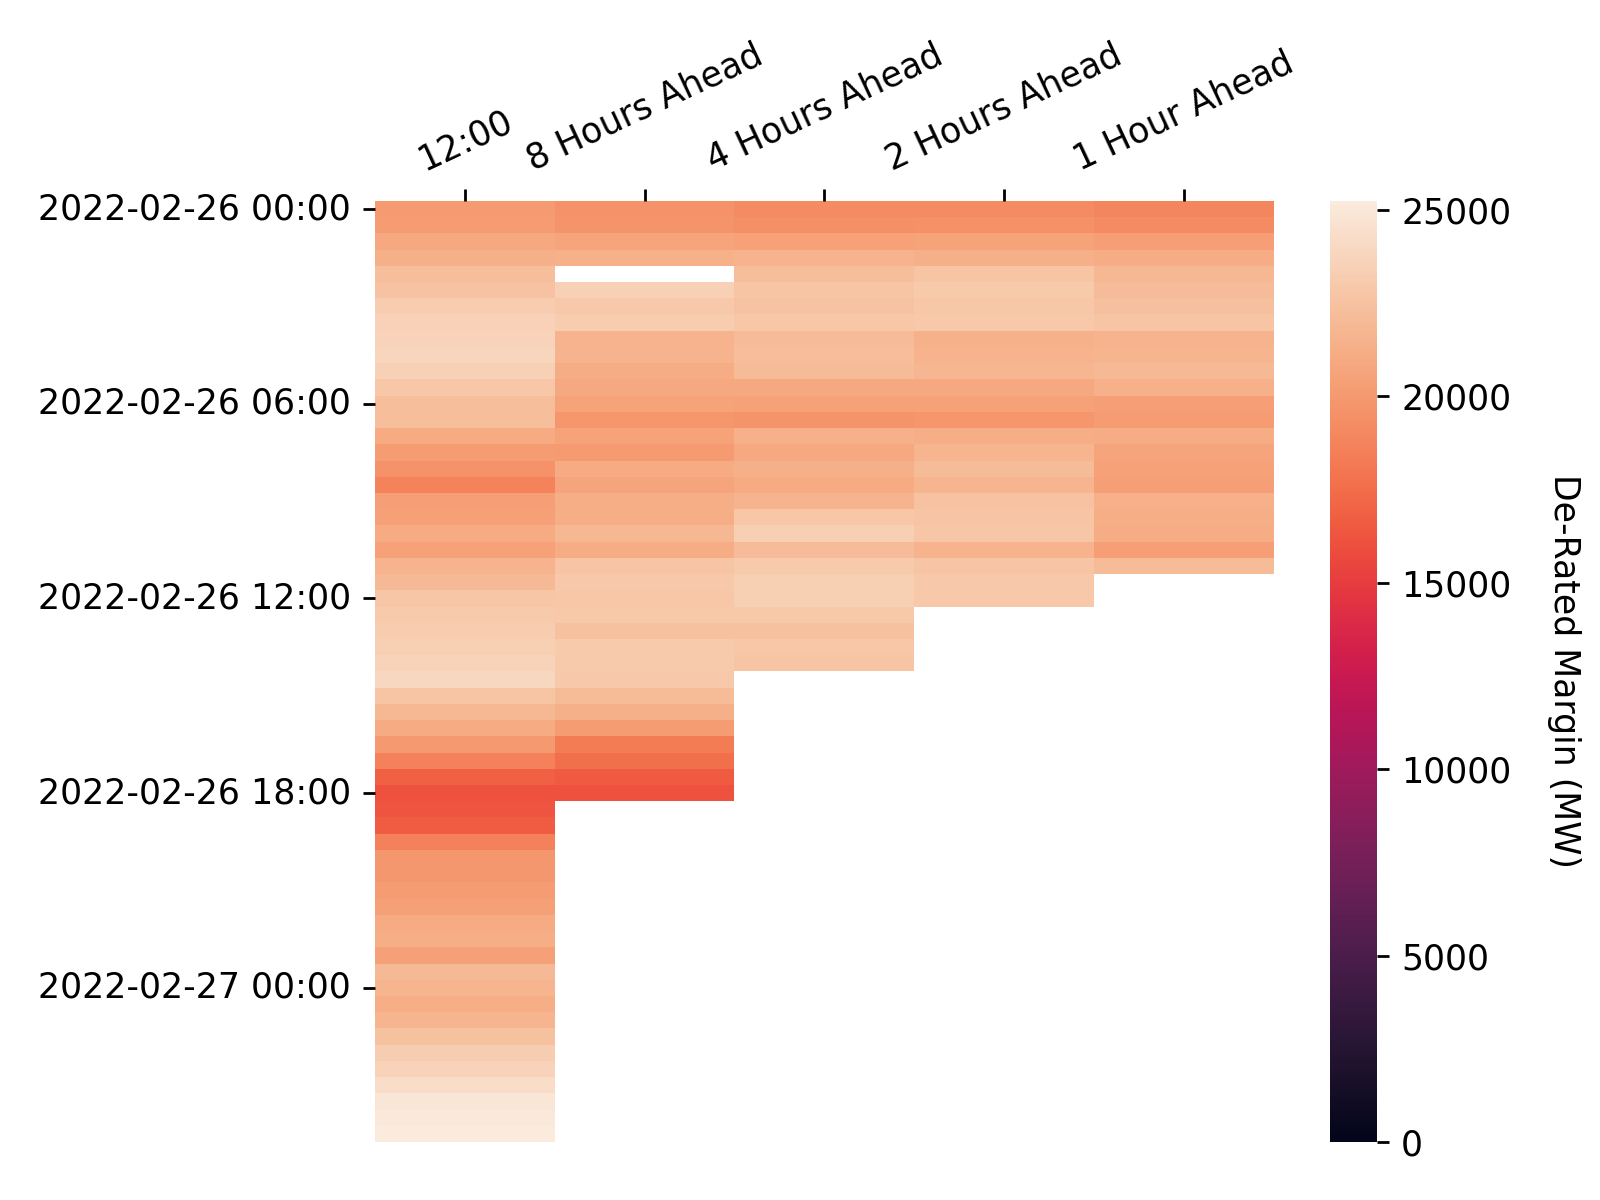 12:00
8 Hours Ahead
4 Hours Ahead
2 Hours Ahead
1 Hour Ahead
2022-02-26 00:00
2022-02-26 06:00
2022-02-26 12:00
2022-02-26 18:00
2022-02-27 00:00
25000
20000
15000
10000
5000
0
De-Rated Margin (MW)